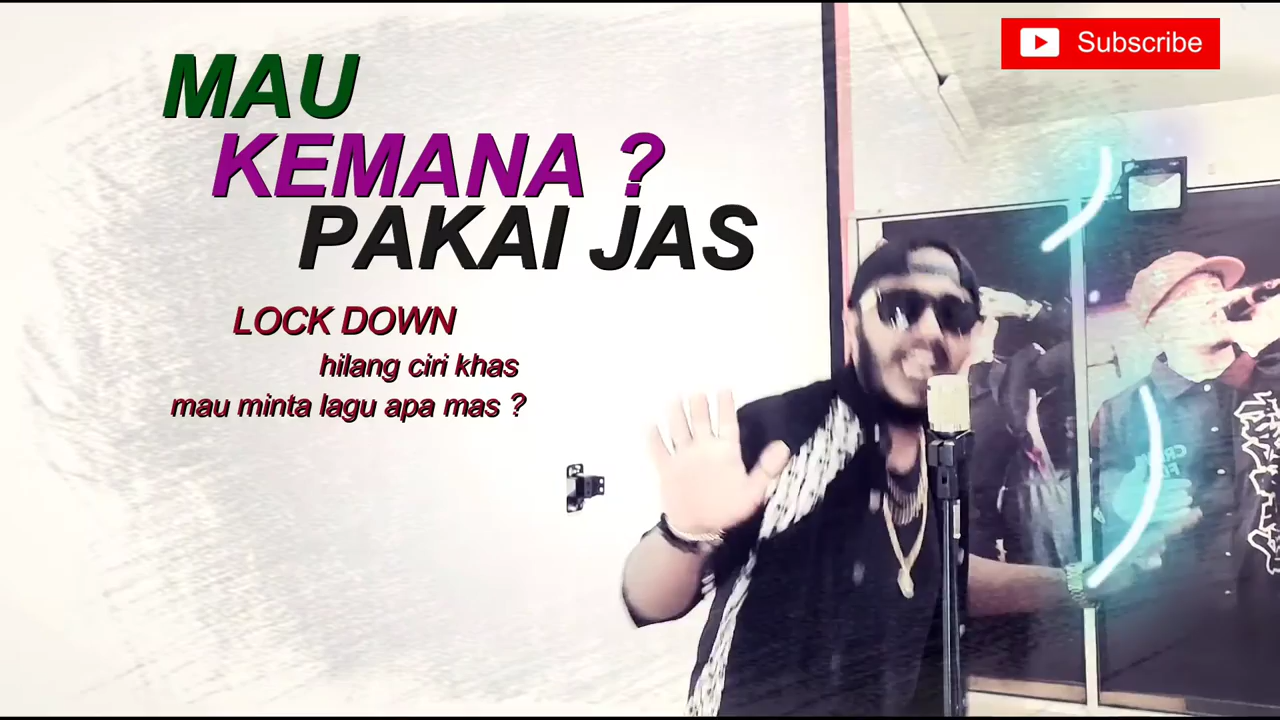 MAU
KEMANA ?
PAKAI JAS
LOCK DOWN
hilang ciri khas
mau minta lagu apa mas ?
Subscribe